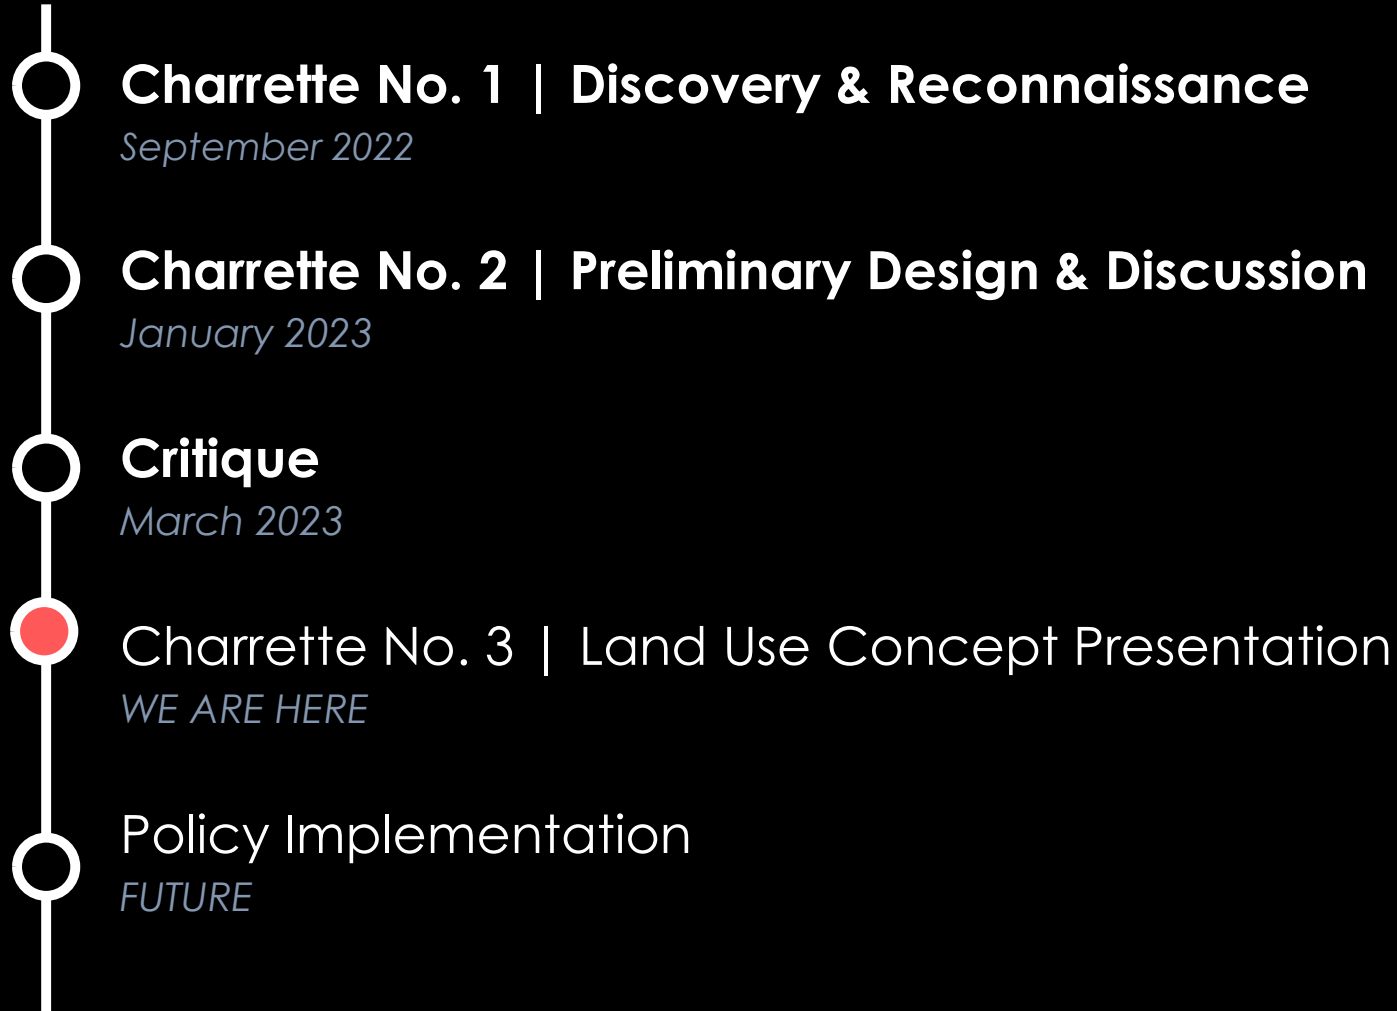 Charrette No. 1 | Discovery & Reconnaissance
September 2022
Charrette No. 2 | Preliminary Design & Discussion
January 2023
Critique
March 2023
Charrette No. 3 | Land Use Concept Presentation
WE ARE HERE
Policy Implementation
FUTURE